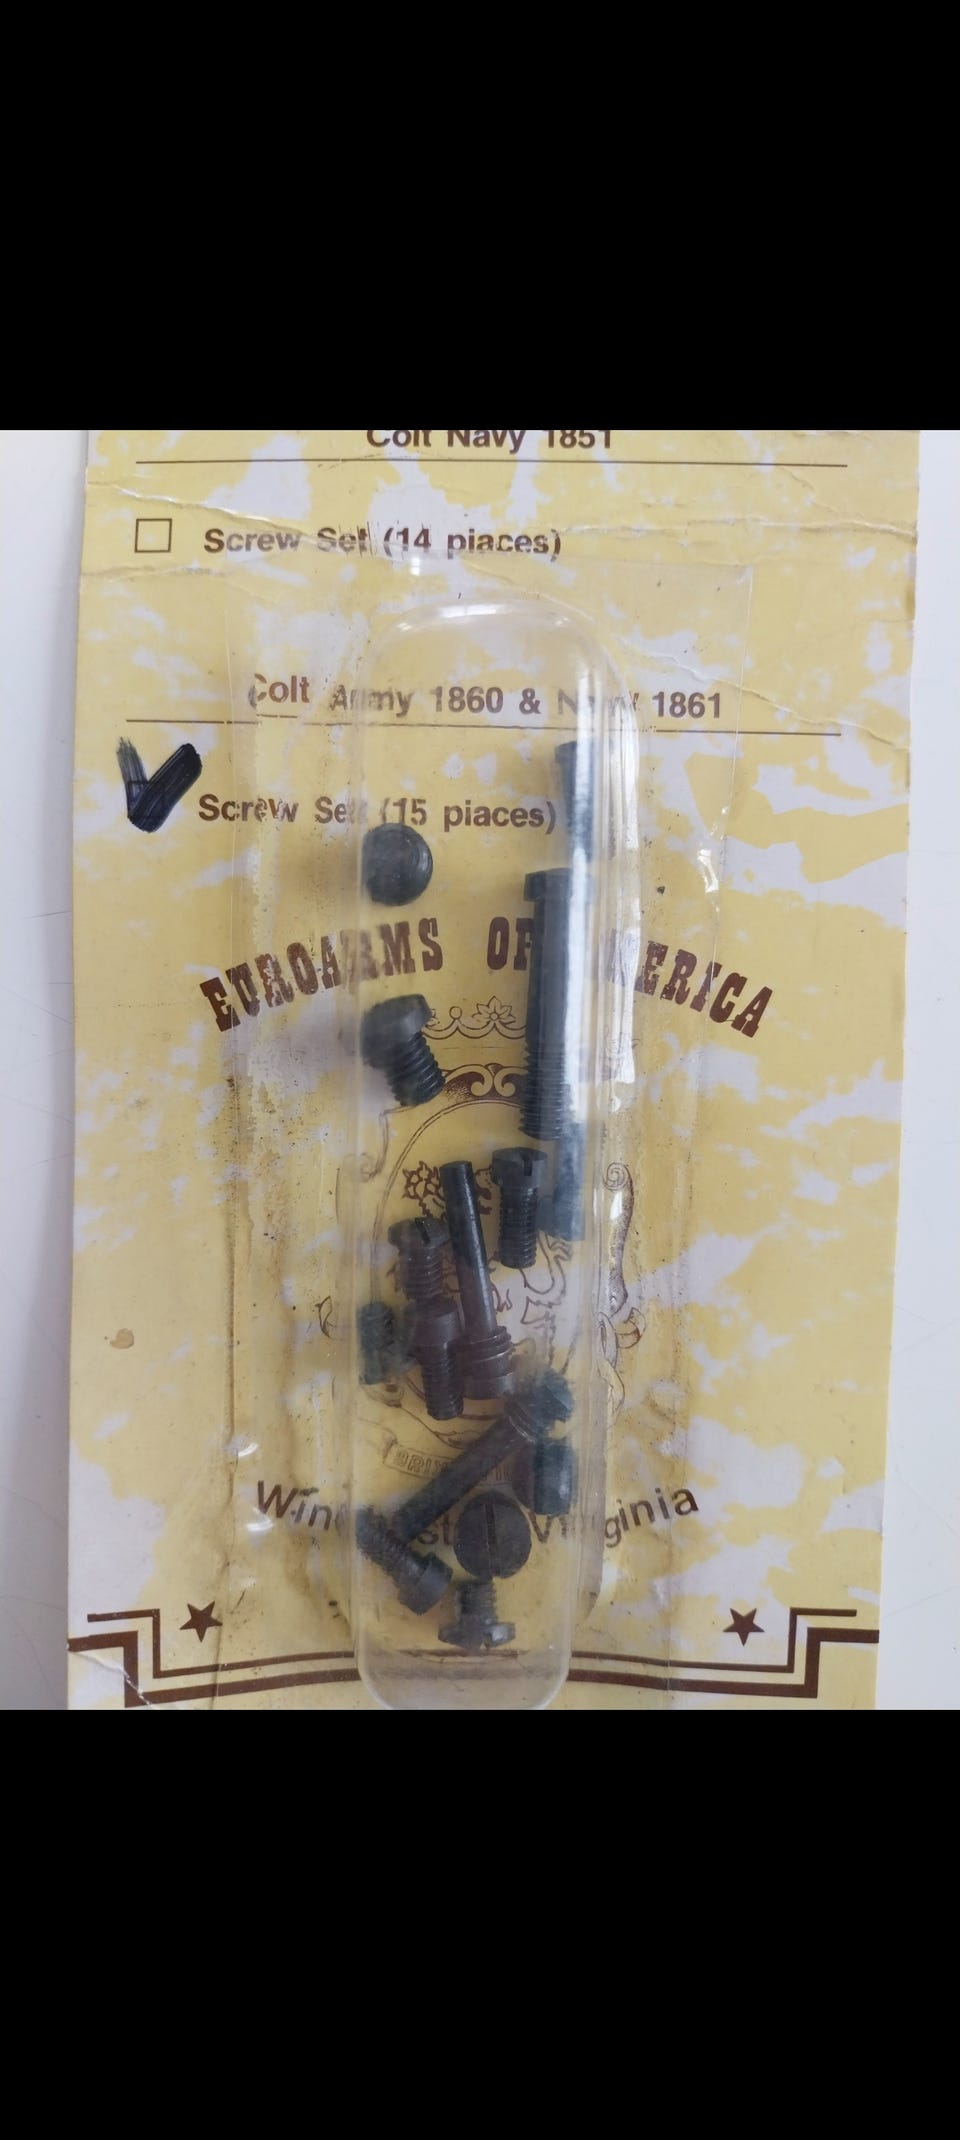 Colt Navy 1851
Screw Set (14 piaces)
Colt Army 1860 & Navy 1861
Screw Set (15 piaces)
EUROARMS OF AMERICA
Virginia